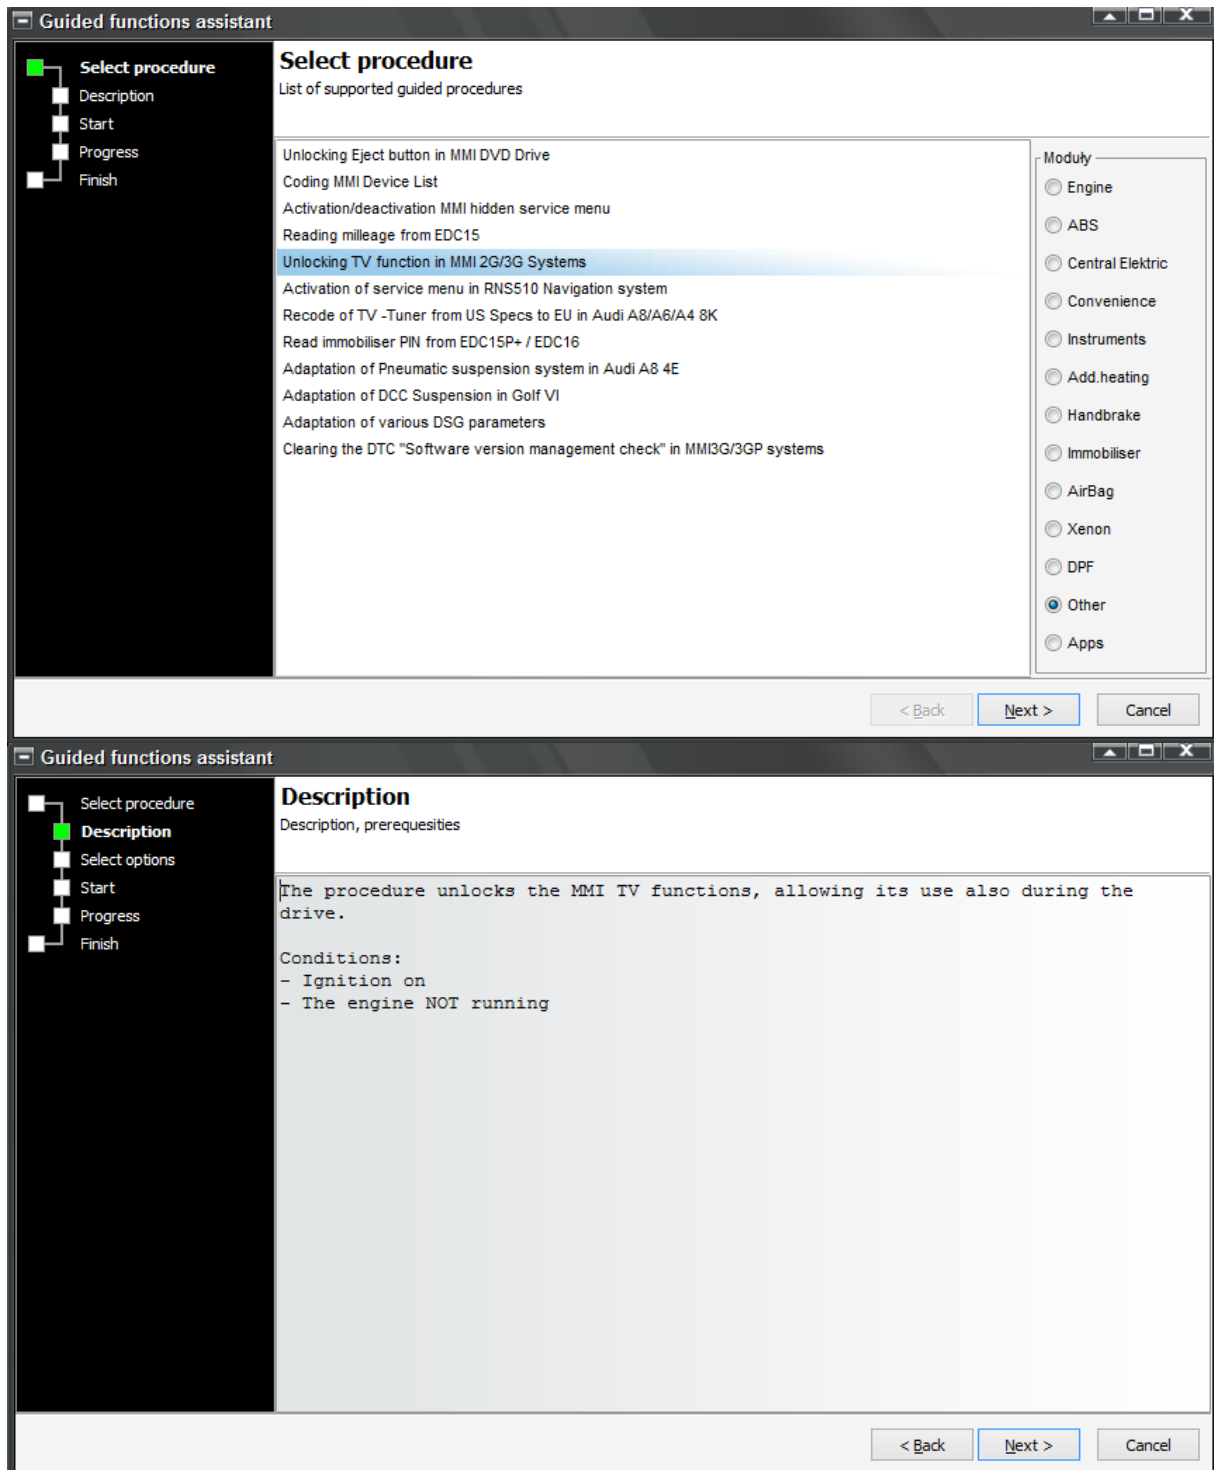 Guided functions assistant
Select procedure
Description
Start
Progress
Finish
Select procedure
List of supported guided procedures
Unlocking Eject button in MMI DVD Drive
Coding MMI Device List
Activation/deactivation MMI hidden service menu
Reading milleage from EDC15
Unlocking TV function in MMI 2G/3G Systems
Activation of service menu in RNS510 Navigation system
Recode of TV -Tuner from US Specs to EU in Audi A8/A6/A4 8K
Read immobiliser PIN from EDC15P+ / EDC16
Adaptation of Pneumatic suspension system in Audi A8 4E
Adaptation of DCC Suspension in Golf VI
Adaptation of various DSG parameters
Clearing the DTC "Software version management check" in MMI3G/3GP systems
Moduły
Engine
ABS
Central Elektric
Convenience
Instruments
Add.heating
Handbrake
Immobiliser
AirBag
Xenon
DPF
Other
Apps
< Back
Next >
Cancel
Guided functions assistant
Select procedure
Description
Select options
Start
Progress
Finish
Description
Description, prerequesities
The procedure unlocks the MMI TV functions, allowing its use also during the
drive.
Conditions:
- Ignition on
- The engine NOT running
< Back
Next >
Cancel